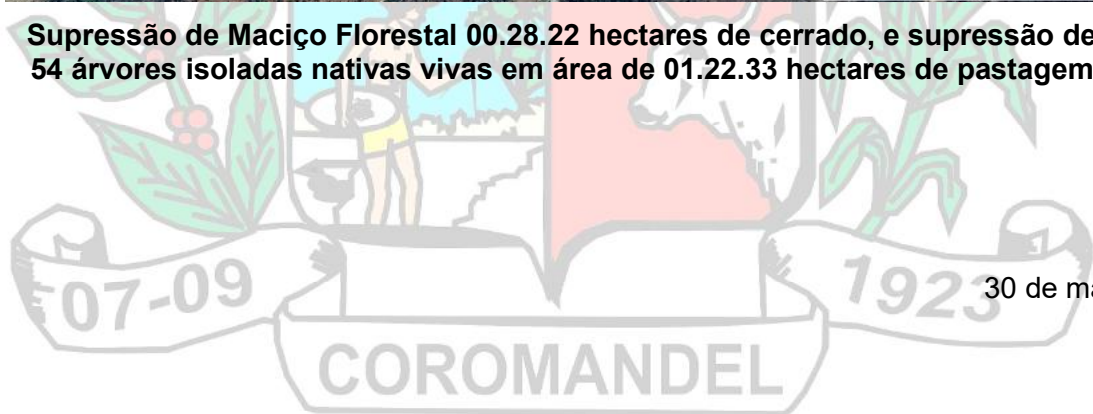 Supressão de Maciço Florestal 00.28.22 hectares de cerrado, e supressão de
54 árvores isoladas nativas vivas em área de 01.22.33 hectares de pastagem
07-09
1923
30 de
COROMANDEL